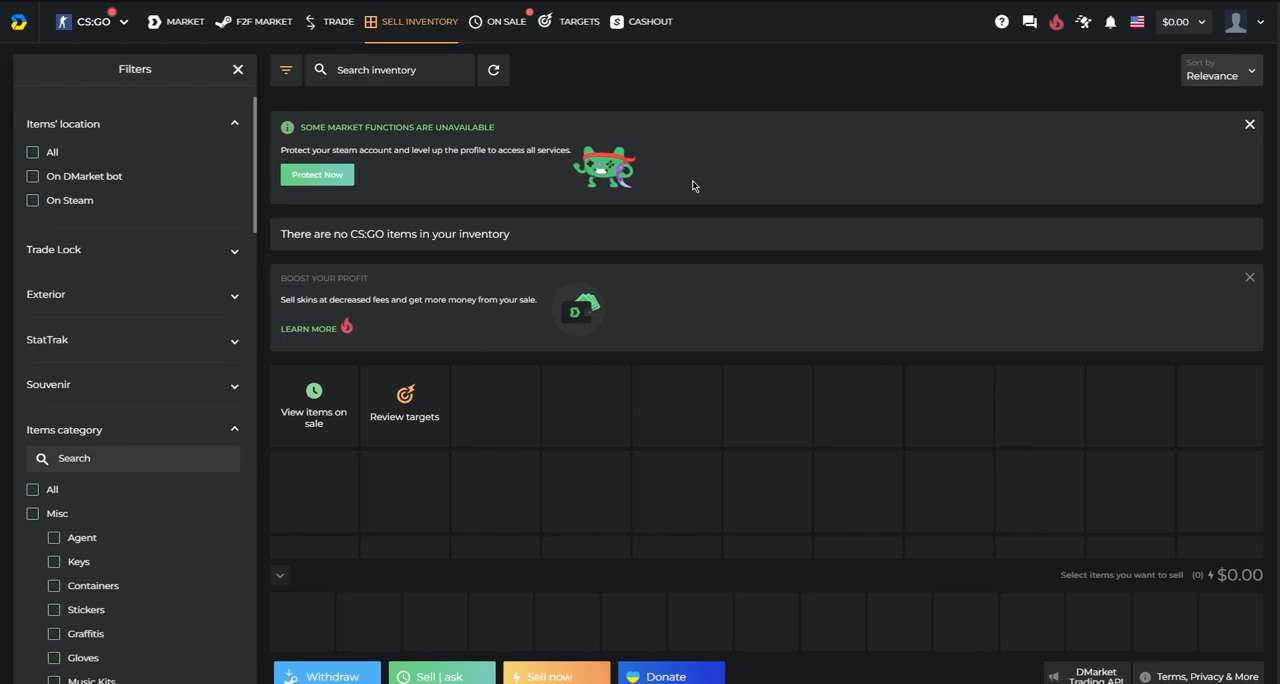 CS:GO MARKET F2F MARKET TRADE SELL INVENTORY ON SALE TARGETS S CASHOUT ? $0.00
Filters
Search inventory
Sort by
Relevance
Items' location
All
On DMarket bot
On Steam
Trade Lock
Exterior
StatTrak
Souvenir
Items category
Search
All
Misc
Agent
Keys
Containers
Stickers
Graffitis
Gloves
Music Kits
SOME MARKET FUNCTIONS ARE UNAVAILABLE
Protect your steam account and level up the profile to access all services.
Protect Now
There are no CS:GO items in your inventory
BOOST YOUR PROFIT
Sell skins at decreased fees and get more money from your sale.
LEARN MORE
View items on
sale
Review targets
Select items you want to sell (0) $0.00
Withdraw
Sell | ask
Sell now
Donate
DMarket
Trading API
Terms, Privacy & More